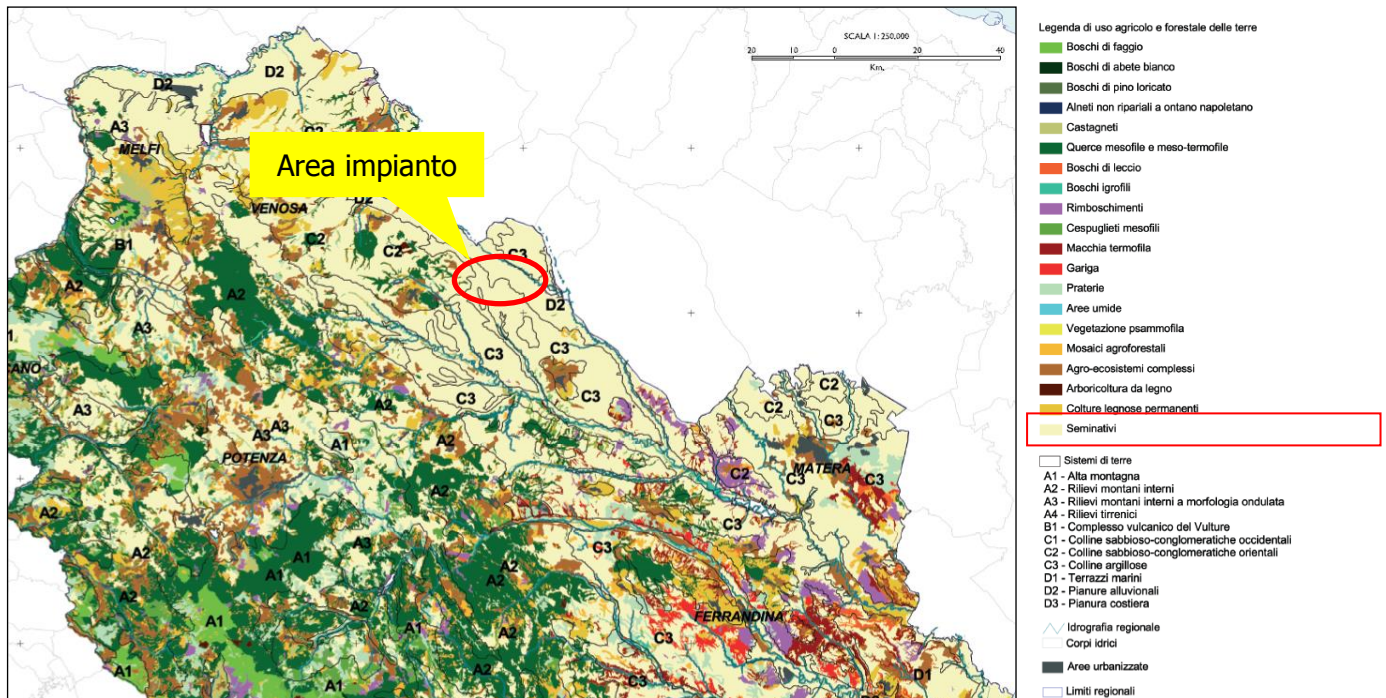 SCALA 1: 250.000
20 10 0 20 40
Km.
D2
D2
A3
MELFI
C2
Area impianto
VENOSA
D2
C2
C2
B1
C3
A2
A2
D2
A3
C3
C3
CANO
C3
C3
A3
A2
C2
C2
C3
A3
A3
A1
A2
POTENZA
C2
MATERA
C3
C3
A2
A2
A3
C3
C3
A1
A2
A1
A2
A2
A2
A1
A1
A2
FERRANDINA
C3
A2
C3
A1
A1
D1
Legenda di uso agricolo e forestale delle terre
Boschi di faggio
Boschi di abete bianco
Boschi di pino loricato
Alneti non ripariali a ontano napoletano
Castagneti
Querce mesofile e meso-termofile
Boschi di leccio
Boschi igrofili
Rimboschimenti
Cespuglieti mesofili
Macchia termofila
Gariga
Praterie
Aree umide
Vegetazione psammofila
Mosaici agroforestali
Agro-ecosistemi complessi
Arboricoltura da legno
Colture legnose permanenti
Seminativi
Sistemi di terre
A1 - Alta montagna
A2 - Rilievi montani interni
A3 - Rilievi montani interni a morfologia ondulata
A4 - Rilievi tirrenici
B1 - Complesso vulcanico del Vulture
C1 - Colline sabbioso-conglomeratiche occidentali
C2 - Colline sabbioso-conglomeratiche orientali
C3 - Colline argillose
D1 - Terrazzi marini
D2 - Pianure alluvionali
D3 - Pianura costiera
Idrografia regionale
Corpi idrici
Aree urbanizzate
Limiti regionali